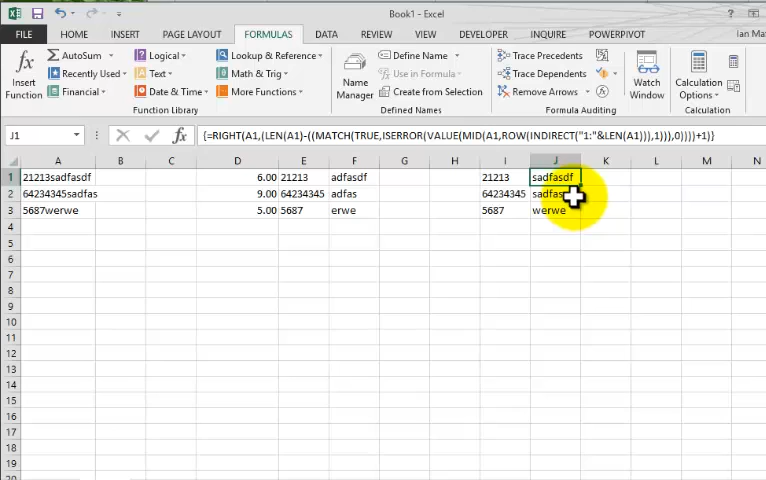 Book1 - Excel
FILE HOME INSERT PAGE LAYOUT FORMULAS DATA REVIEW VIEW DEVELOPER INQUIRE POWERPIVOT Ian Ma
fx Insert Function
AutoSum
Recently Used
Financial
Logical
Text
Date & Time
Lookup & Reference
Math & Trig
More Functions
Function Library
Name Manager
Define Name
Use in Formula
Create from Selection
Defined Names
Trace Precedents
Trace Dependents
Remove Arrows
Formula Auditing
Watch Window
Calculation Options
Calculation
J1 fx {=RIGHT(A1,(LEN(A1)-((MATCH(TRUE,ISERROR(VALUE(MID(A1,ROW(INDIRECT("1:"&LEN(A1))),1))),0))))+1)}
A B C D E F G H I J K L M N
1 21213sadfasdf 6.00 21213 adfasdf 21213 sadfasdf
2 64234345sadfas 9.00 64234345 adfas 64234345 sadfas
3 5687werwe 5.00 5687 erwe 5687 werwe
4
5
6
7
8
9
10
11
12
13
14
15
16
17
18
19
20